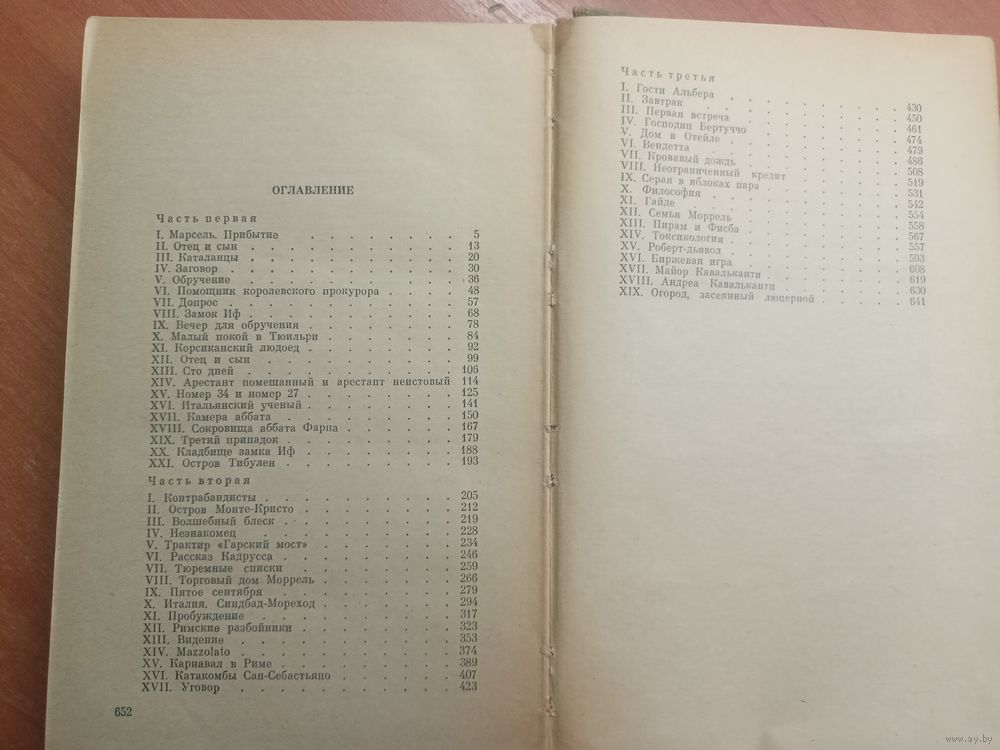 ОГЛАВЛЕНИЕ
Часть первая
I. Марсель. Прибытие . . . . . . . 5
II. Отец и сын . . . . . . . . . . 13
III. Каталанцы . . . . . . . . . . 20
IV. Заговор . . . . . . . . . . . 30
V. Обручение . . . . . . . . . . 36
VI. Помощник королевского прокурора . . . . 48
VII. Допрос . . . . . . . . . . . 57
VIII. Замок Иф . . . . . . . . . . 68
IX. Вечер для обручения . . . . . . . 78
X. Малый покой в Тюильри . . . . . . 84
XI. Корсиканский людоед . . . . . . . 92
XII. Отец и сын . . . . . . . . . 99
XIII. Сто дней . . . . . . . . . . 106
XIV. Арестант помешанный и арестант неистовый 114
XV. Номер 34 и номер 27 . . . . . . . 125
XVI. Итальянский ученый . . . . . . . 141
XVII. Камера аббата . . . . . . . . 150
XVIII. Сокровища аббата Фариа . . . . . 167
XIX. Третий припадок . . . . . . . . 179
XX. Кладбище замка Иф . . . . . . . 188
XXI. Остров Тибулен . . . . . . . . 193
Часть вторая
I. Контрабандисты . . . . . . . . . 205
II. Остров Монте-Кристо . . . . . . . 212
III. Волшебный блеск . . . . . . . . 219
IV. Незнакомец . . . . . . . . . . 228
V. Трактир «Гарский мост» . . . . . . 234
VI. Рассказ Кадрусса . . . . . . . . 246
VII. Тюремные списки . . . . . . . . 259
VIII. Торговый дом Моррель . . . . . . 266
IX. Пятое сентября . . . . . . . . 279
X. Италия. Синдбад-Мореход . . . . . . 294
XI. Пробуждение . . . . . . . . . 317
XII. Римские разбойники . . . . . . . 323
XIII. Видение . . . . . . . . . . 353
XIV. Mazzolato . . . . . . . . . . 374
XV. Карнавал в Риме . . . . . . . . 389
XVI. Катакомбы Сан-Себастьяно . . . . . 407
XVII. Уговор . . . . . . . . . . 423
652
Часть третья
I. Гости Альбера . . . . . . . . . 430
II. Завтрак . . . . . . . . . . . 450
III. Первая встреча . . . . . . . . 461
IV. Господин Бертуччо . . . . . . . . 474
V. Дом в Отейле . . . . . . . . . 479
VI. Вендетта . . . . . . . . . . 486
VII. Кровавый дождь . . . . . . . . 508
VIII. Неограниченный кредит . . . . . . 519
IX. Серая в яблоках пара . . . . . . . 531
X. Философия . . . . . . . . . . 542
XI. Гайде . . . . . . . . . . . 554
XII. Семья Моррель . . . . . . . . 558
XIII. Пирам и Фисба . . . . . . . . 567
XIV. Токсикология . . . . . . . . . 557
XV. Роберт-дьявол . . . . . . . . . 593
XVI. Биржевая игра . . . . . . . . 608
XVII. Майор Кавальканти . . . . . . . 619
XVIII. Андреа Кавальканти . . . . . . 630
XIX. Огород, засеянный люцерной . . . . . 641
www.ay.by